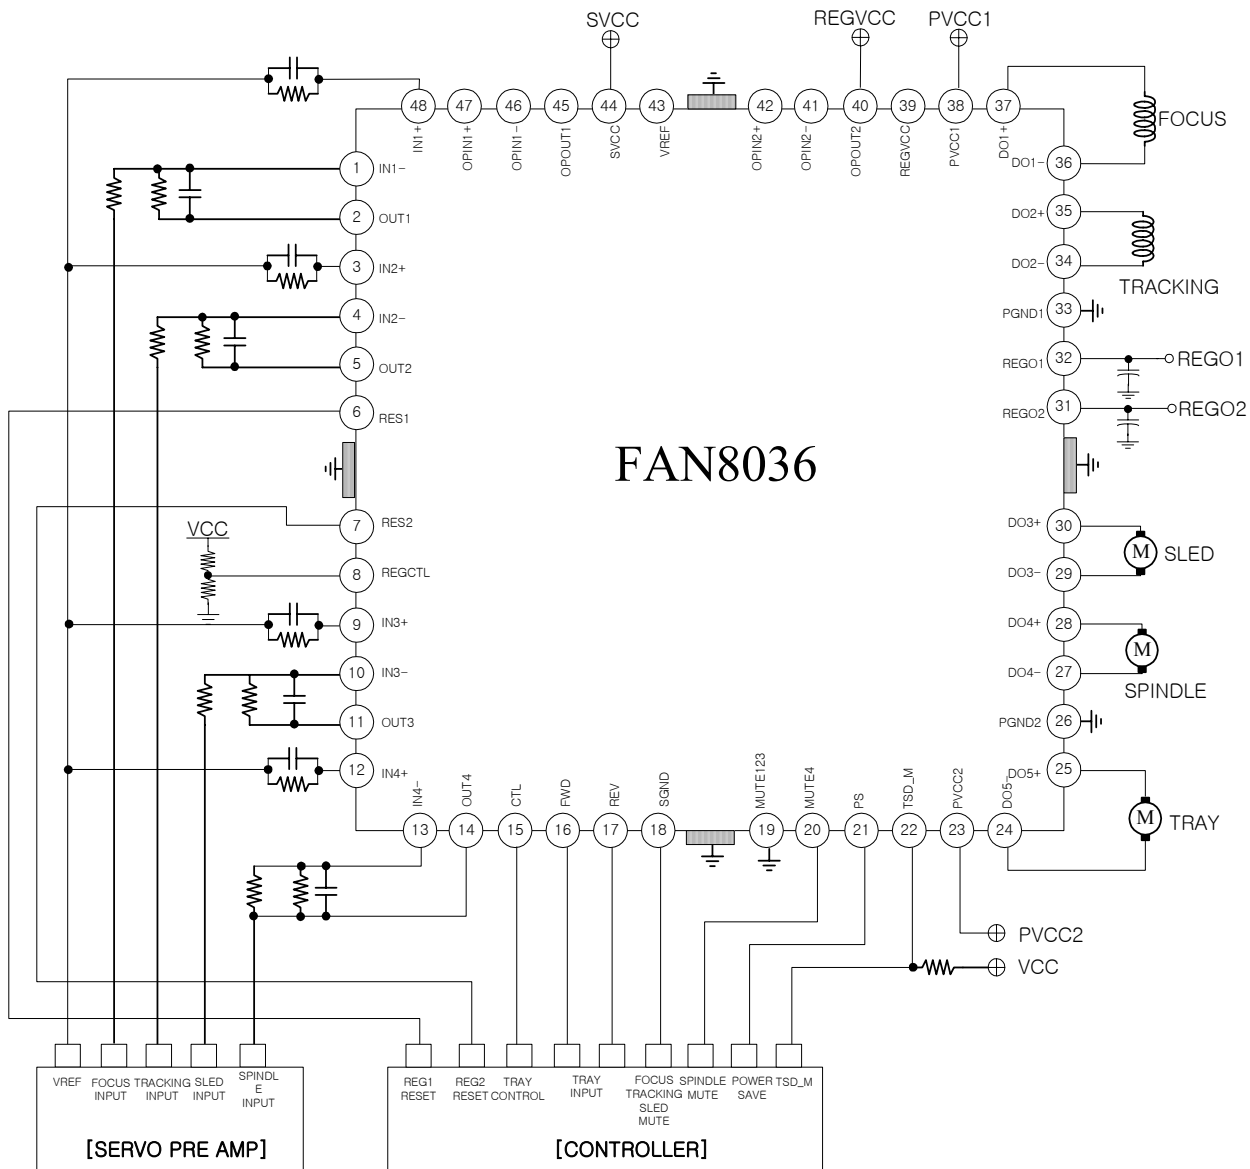 SVCC
REGVCC
PVCC1
48
47
46
45
44
43
42
41
40
39
38
37
IN1+
OPIN1+
OPIN1-
OPOUT1
SVCC
VREF
OPIN2+
OPIN2-
OPOUT2
REGVCC
PVCC1
DO1+
FOCUS
1 IN1-
DO1- 36
2 OUT1
DO2+ 35
3 IN2+
DO2- 34
TRACKING
4 IN2-
PGND1 33
5 OUT2
REGO1 32
REGO1
6 RES1
REGO2 31
REGO2
FAN8036
7 RES2
DO3+ 30
VCC
M SLED
8 REGCTL
DO3- 29
9 IN3+
DO4+ 28
M
10 IN3-
DO4- 27
SPINDLE
11 OUT3
PGND2 26
12 IN4+
DO5+ 25
IN4-
OUT4
CTL
FWD
REV
SGND
MUTE123
MUTE4
PS
TSD_M
PVCC2
DO5-
13
14
15
16
17
18
19
20
21
22
23
24
M TRAY
PVCC2
VCC
VREF
FOCUS
INPUT
TRACKING
INPUT
SLED
INPUT
SPINDL
E
INPUT
[SERVO PRE AMP]
REG1
RESET
REG2
RESET
TRAY
CONTROL
TRAY
INPUT
FOCUS
TRACKING
SLED
MUTE
SPINDLE
MUTE
POWER
SAVE
TSD_M
[CONTROLLER]